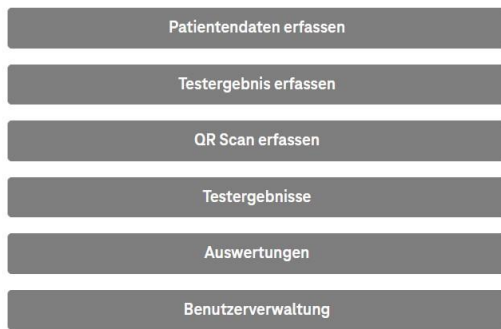 Patientendaten erfassen
Testergebnis erfassen
QR Scan erfassen
Testergebnisse
Auswertungen
Benutzerverwaltung